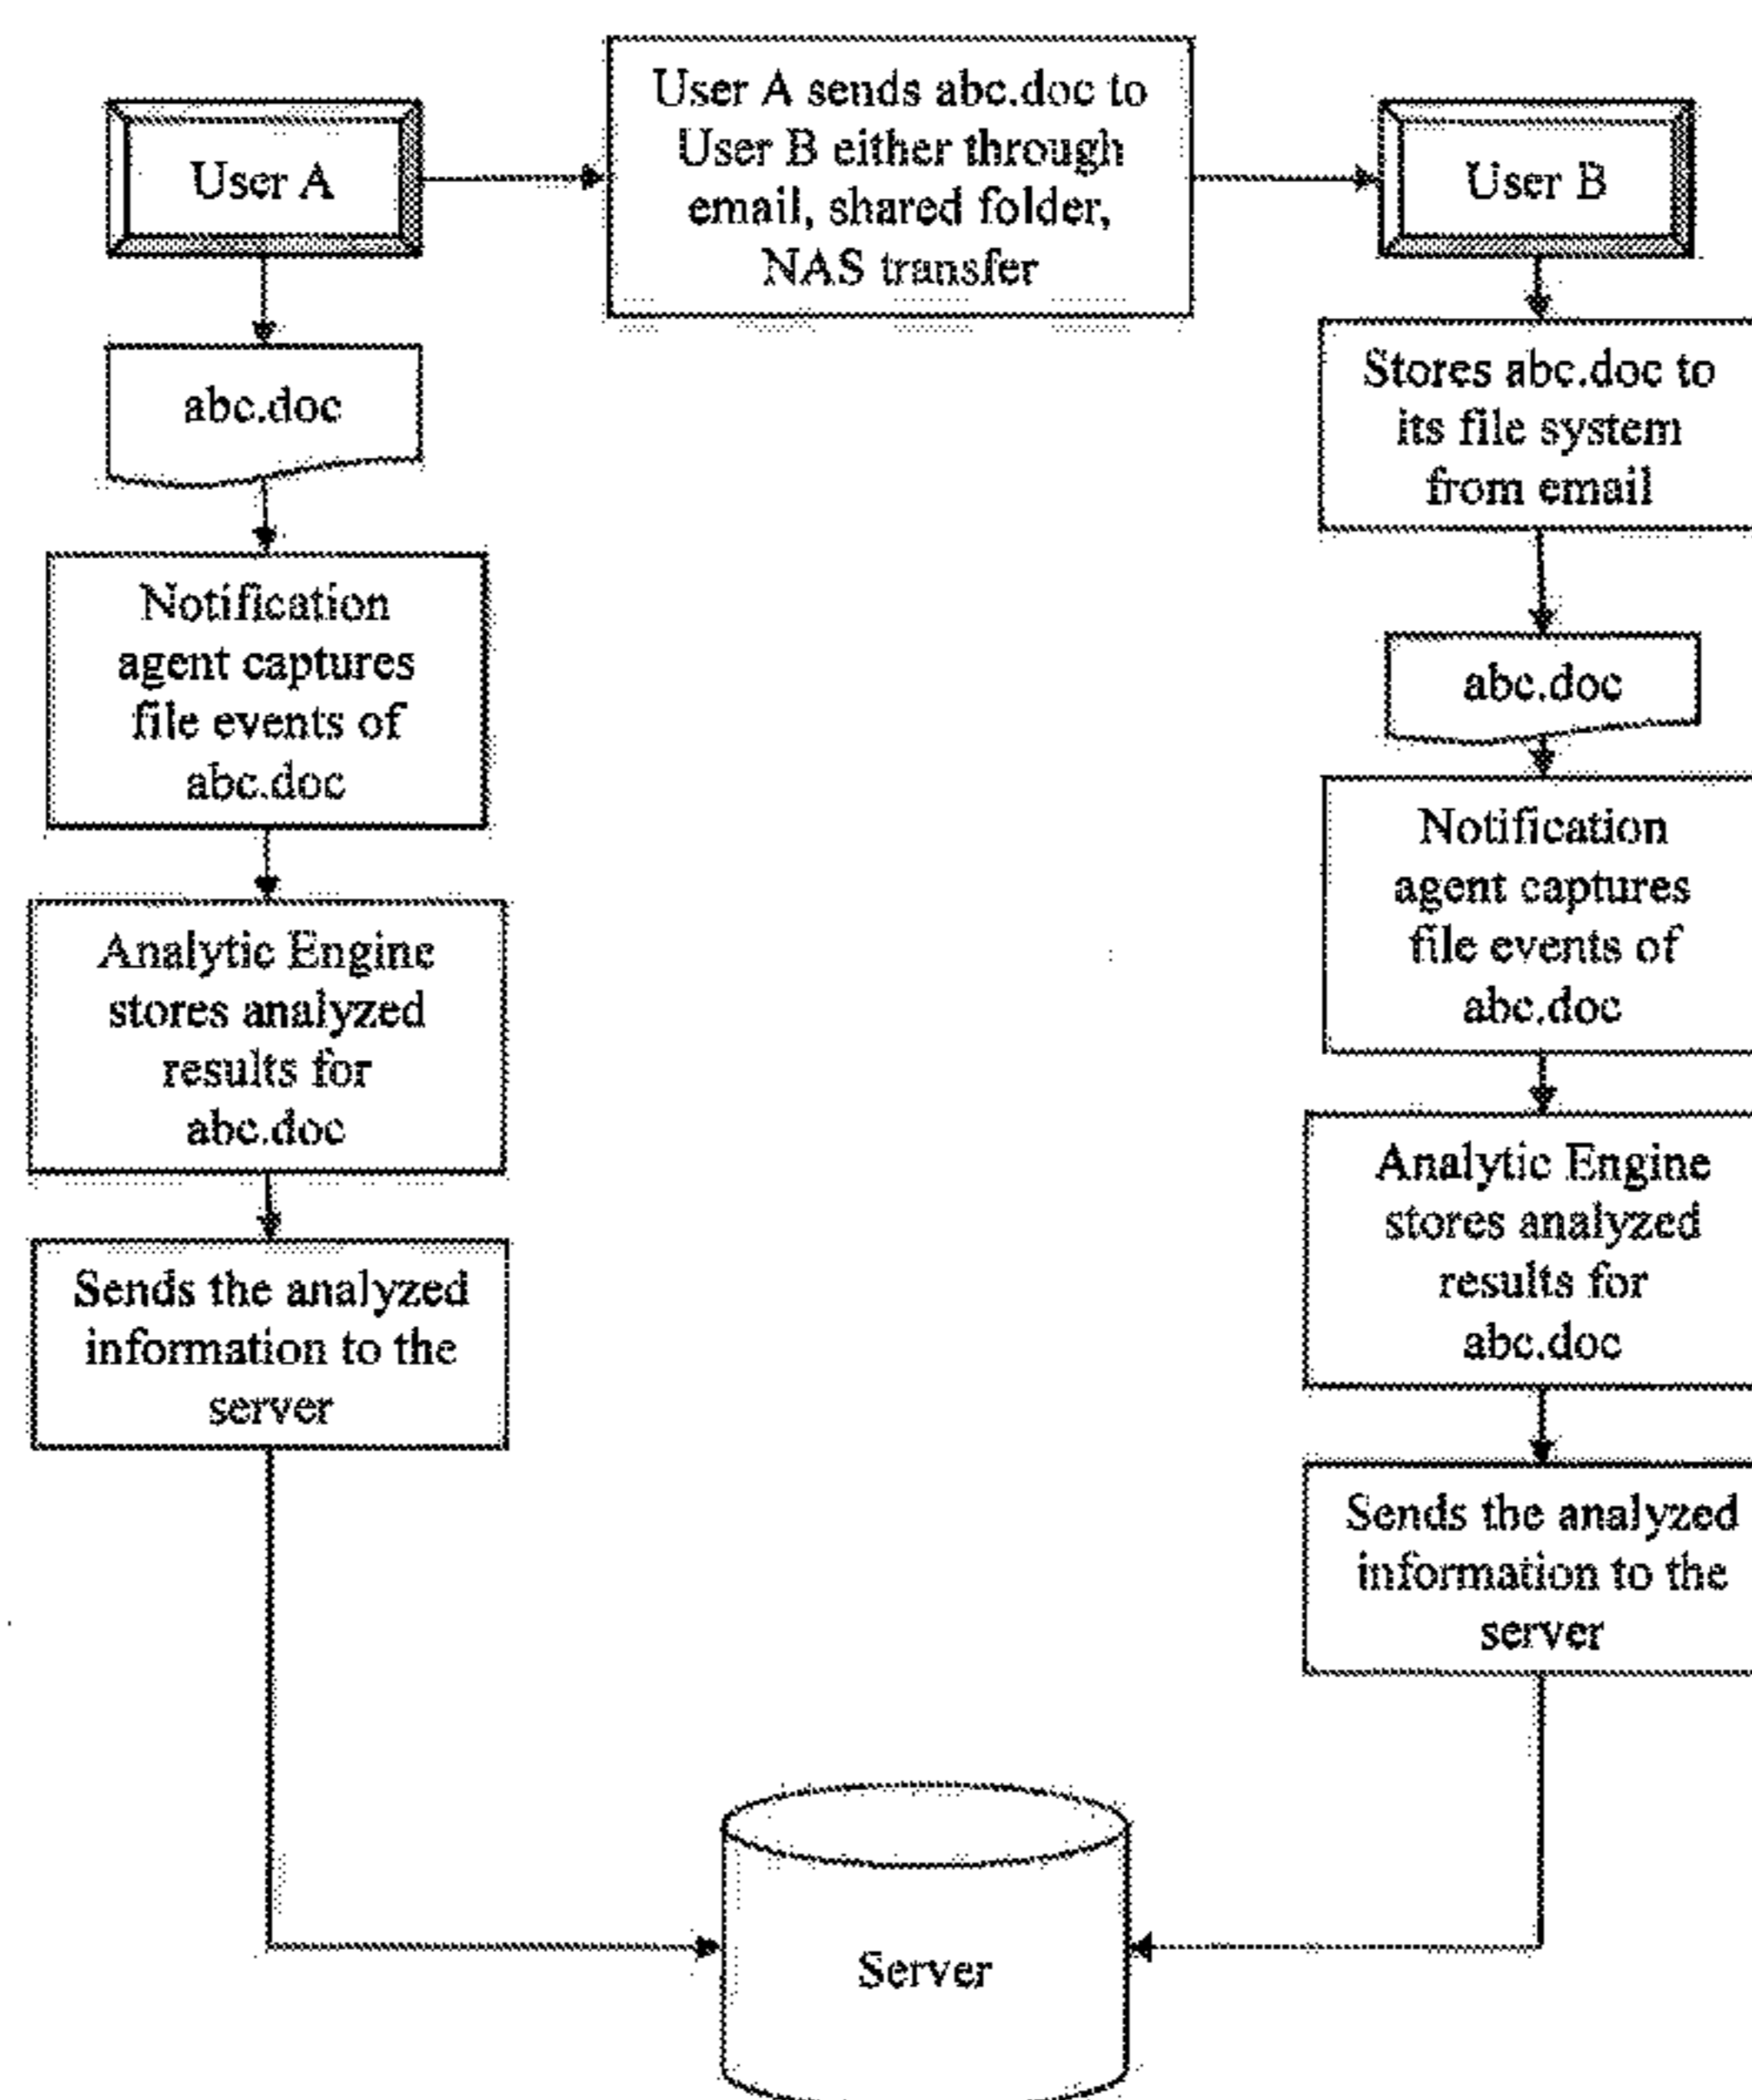 User A
User A sends abc.doc to
User B either through
email, shared folder,
NAS transfer
User B
abc.doc
Notification
agent captures
file events of
abc.doc
Analytic Engine
stores analyzed
results for
abc.doc
Sends the analyzed
information to the
server
Stores abc.doc to
its file system
from email
abc.doc
Notification
agent captures
file events of
abc.doc
Analytic Engine
stores analyzed
results for
abc.doc
Sends the analyzed
information to the
server
Server